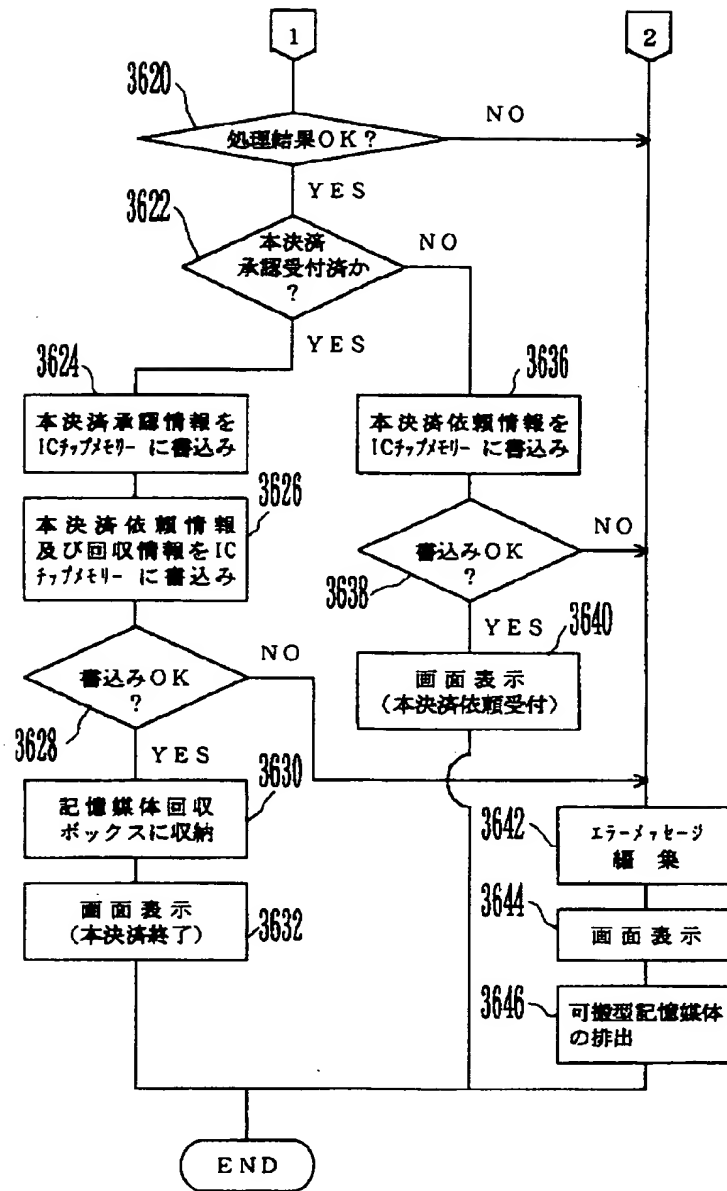 1
2
3620
処理結果OK?
NO
YES
3622
本決済
承認受付済か
?
NO
YES
3624
本決済承認情報を
ICチップメモリーに書込み
3636
本決済依頼情報を
ICチップメモリーに書込み
3626
本決済依頼情報
及び回収情報をIC
チップメモリーに書込み
書込みOK
?
NO
3638
YES
3640
書込みOK
?
NO
3628
YES
画面表示
(本決済依頼受付)
3630
記憶媒体回収
ボックスに収納
3642
エラーメッセージ
編集
画面表示
(本決済終了)
3632
3644
画面表示
3646
可搬型記憶媒体
の排出
END